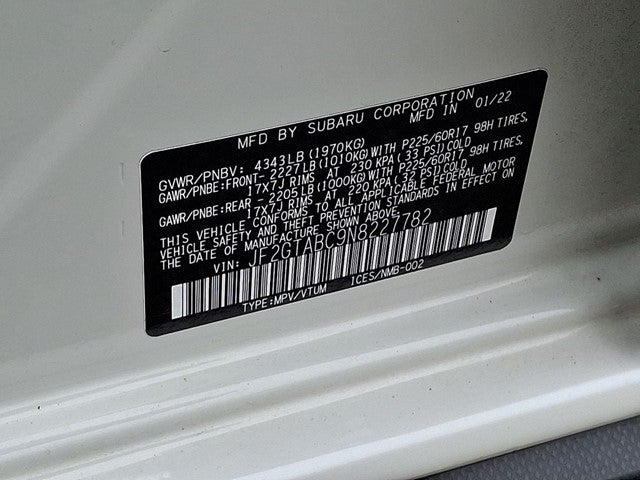 MFD BY SUBARU CORPORATION
MFD IN 01/22
GVWR/PNBV: 4343LB(1970KG)
GAWR/PNBE:FRONT-2227LB(1010KG)WITH P225/60R17 98H TIRES,
17X7J RIMS AT 230 KPA(33 PSI)COLD
GAWR/PNBE:REAR -2205LB(1000KG)WITH P225/60R17 98H TIRES,
17X7J RIMS AT 220 KPA(32 PSI)COLD
THIS VEHICLE CONFORMS TO ALL APPLICABLE FEDERAL MOTOR
VEHICLE SAFETY AND THEFT PREVENTION STANDARDS IN EFFECT ON
THE DATE OF MANUFACTURE SHOWN ABOVE.
VIN: JF2GTABC9N8227782
TYPE:MPV/VTUM ICES/NMB-002